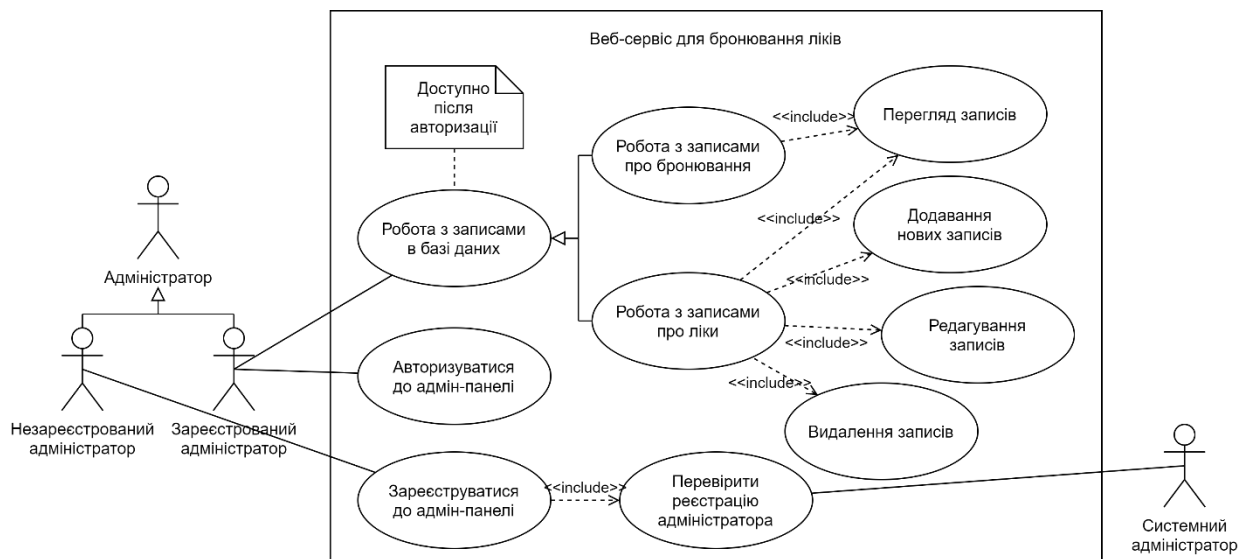 Веб-сервіс для бронювання ліків
Доступно
після
авторизації
Робота з записами
про бронювання
<<include>>
Перегляд записів
Адміністратор
Робота з записами
в базі даних
<<include>>
Додавання
нових записів
Робота з записами
про ліки
<<include>>
Редагування
записів
<<include>>
Незареєстрований
адміністратор
Зареєстрований
адміністратор
Авторизуватися
до адмін-панелі
<<include>>
Видалення записів
Зареєструватися
до адмін-панелі
<<include>>
Перевірити
реєстрацію
адміністратора
Системний
адміністратор